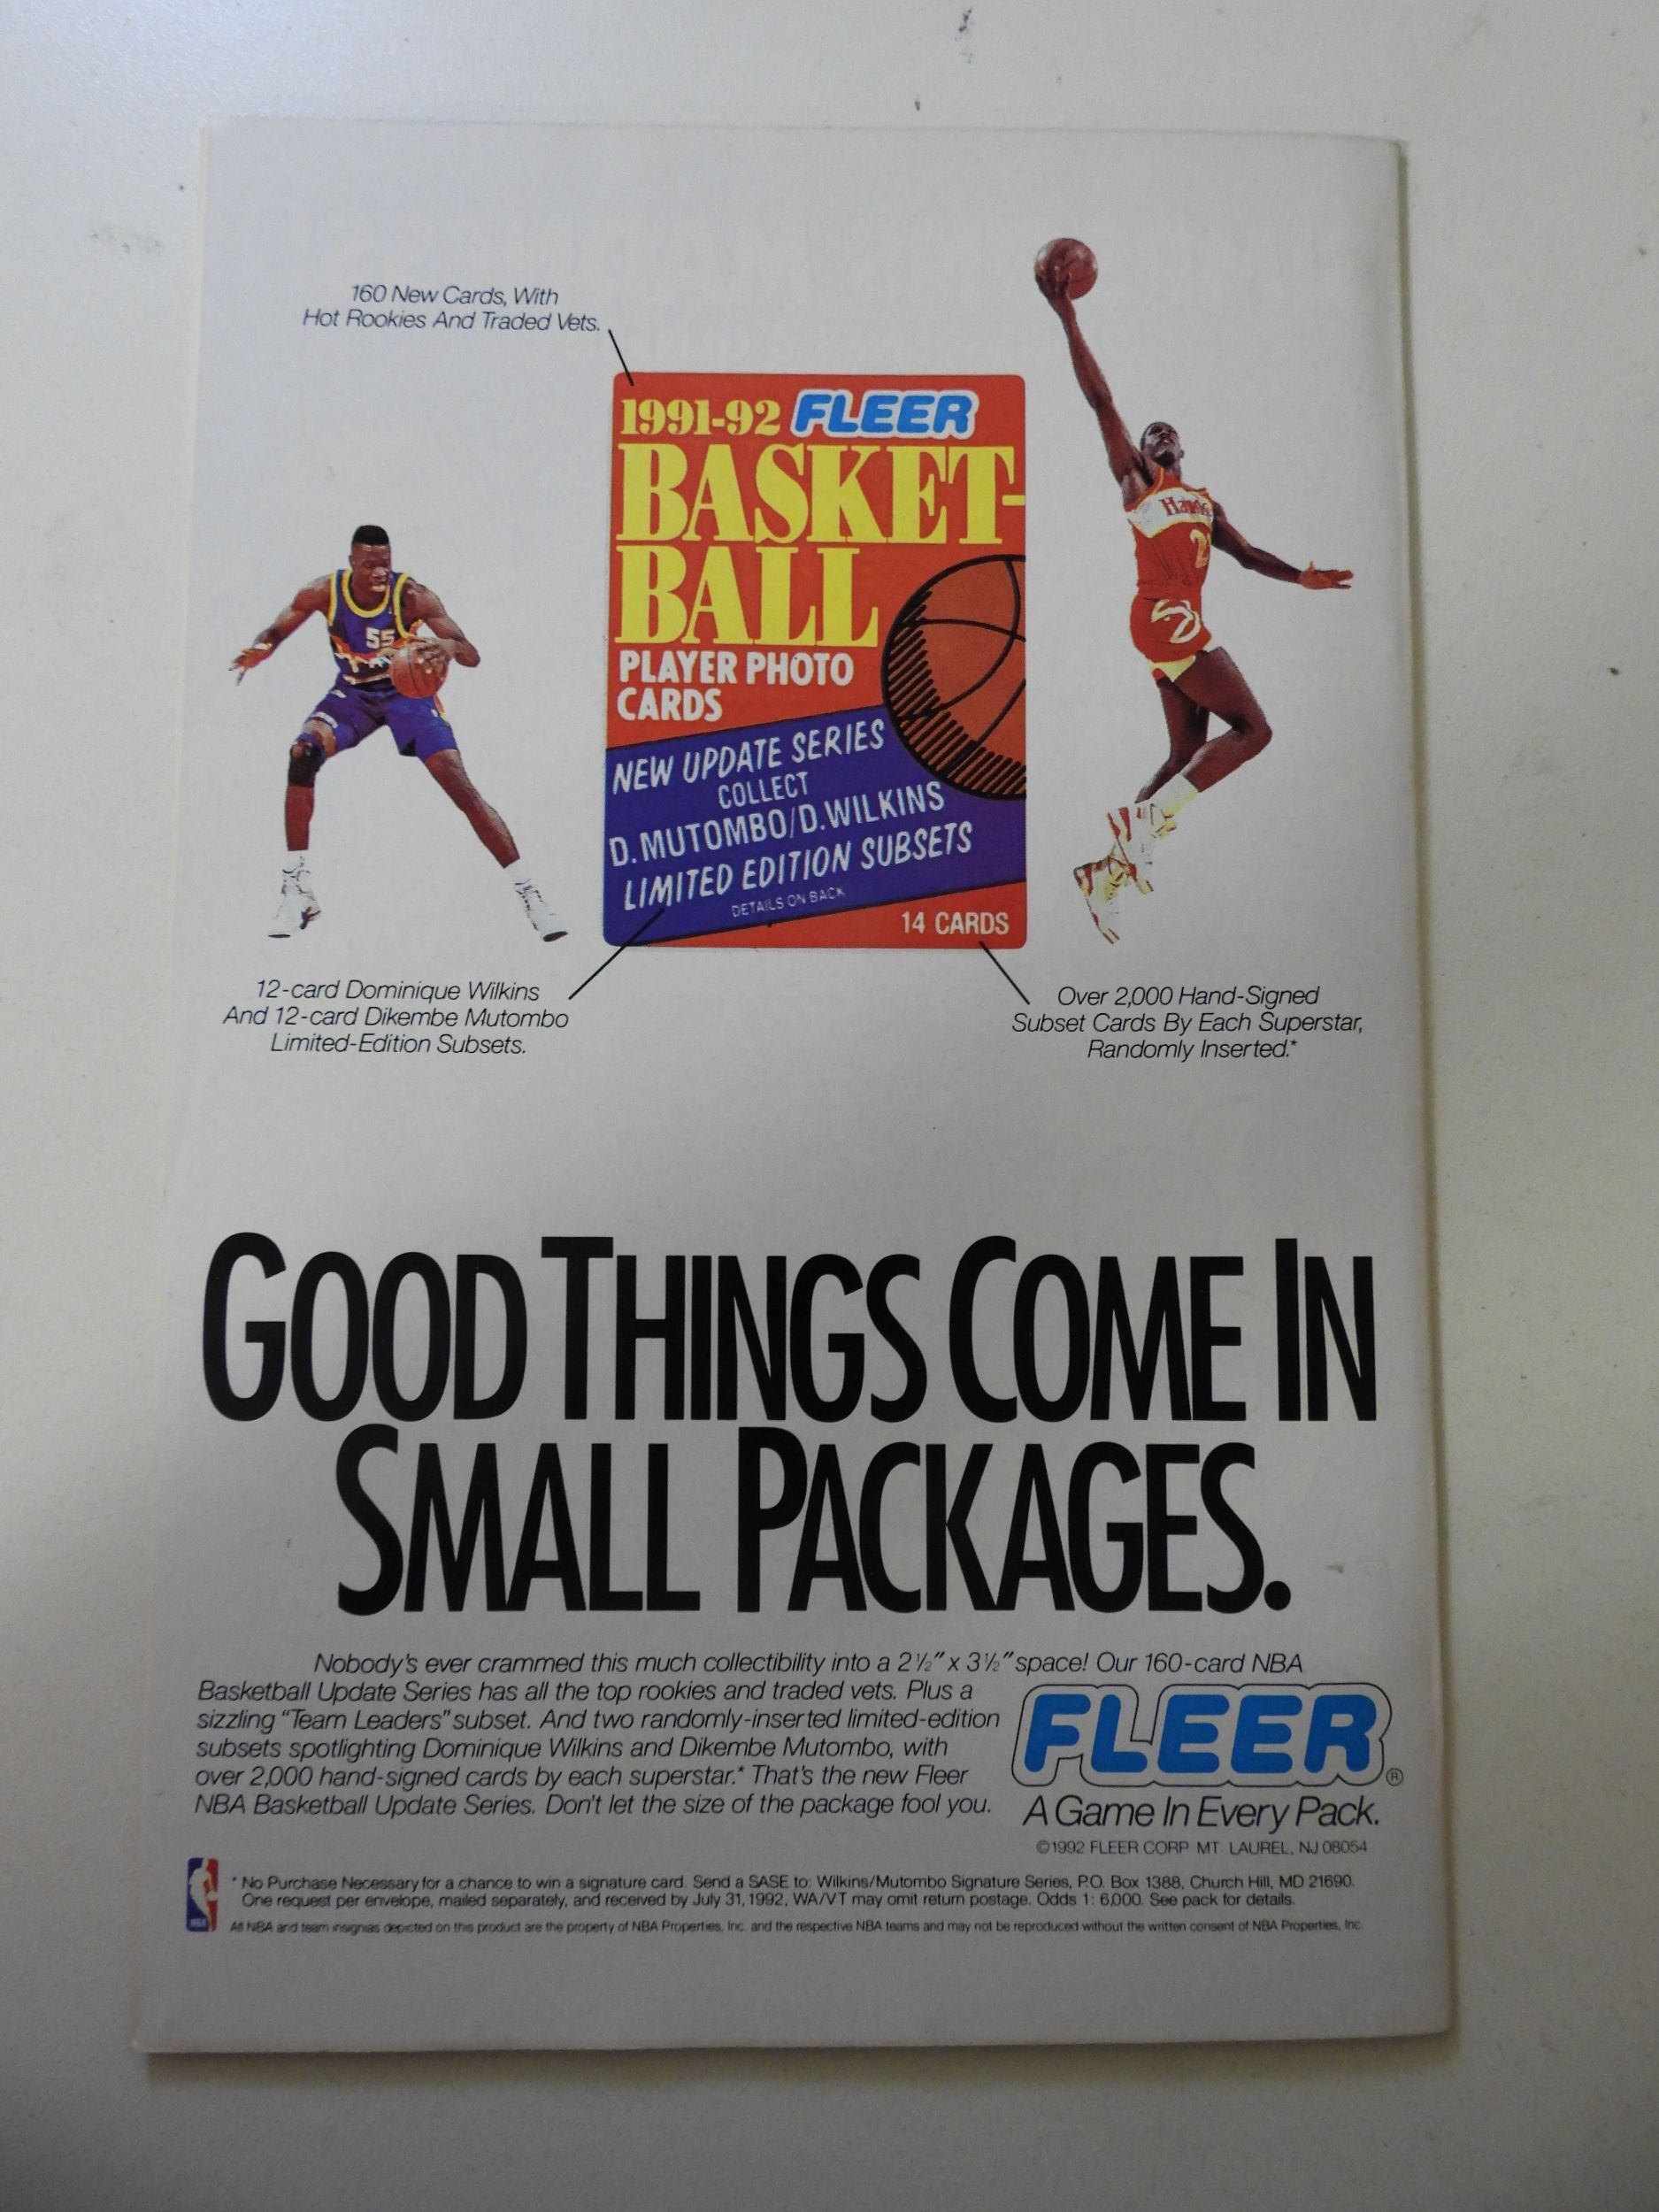 160 New Cards, With
Hot Rookies And Traded Vets.
1991-92 FLEER
BASKET-
BALL
PLAYER PHOTO
CARDS
NEW UPDATE SERIES
COLLECT
D. MUTOMBO/D. WILKINS
LIMITED EDITION SUBSETS
DETAILS ON BACK
14 CARDS
55
Hawks
2
12-card Dominique Wilkins
And 12-card Dikembe Mutombo
Limited-Edition Subsets.
Over 2,000 Hand-Signed
Subset Cards By Each Superstar,
Randomly Inserted.*
GOOD THINGS COME IN
SMALL PACKAGES.
Nobody's ever crammed this much collectibility into a 2½" x 3½" space! Our 160-card NBA
Basketball Update Series has all the top rookies and traded vets. Plus a
sizzling "Team Leaders" subset. And two randomly-inserted limited-edition
subsets spotlighting Dominique Wilkins and Dikembe Mutombo, with
over 2,000 hand-signed cards by each superstar.* That's the new Fleer
NBA Basketball Update Series. Don't let the size of the package fool you.
FLEER®
A Game In Every Pack.
©1992 FLEER CORP MT. LAUREL, NJ 08054
* No Purchase Necessary for a chance to win a signature card. Send a SASE to: Wilkins/Mutombo Signature Series, P.O. Box 1388, Church Hill, MD 21690.
One request per envelope, mailed separately, and received by July 31, 1992, WA/VT may omit return postage. Odds 1: 6,000. See pack for details.
NBA
All NBA and team insignias depicted on this product are the property of NBA Properties, Inc. and the respective NBA teams and may not be reproduced without the written consent of NBA Properties, Inc.